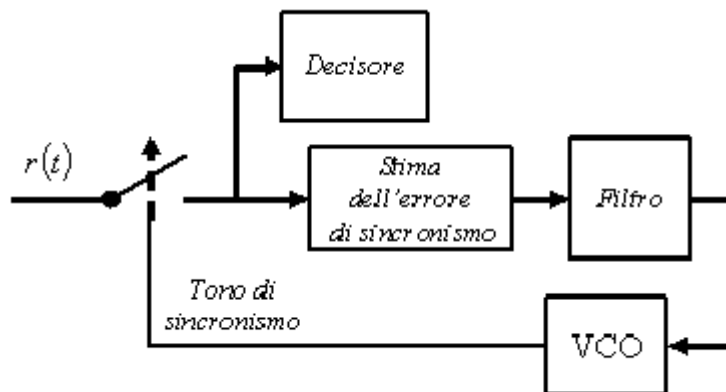 Decisore
r(t)
Stima
dell'errore
di sincronismo
Filtro
Tono di
sincronismo
VCO